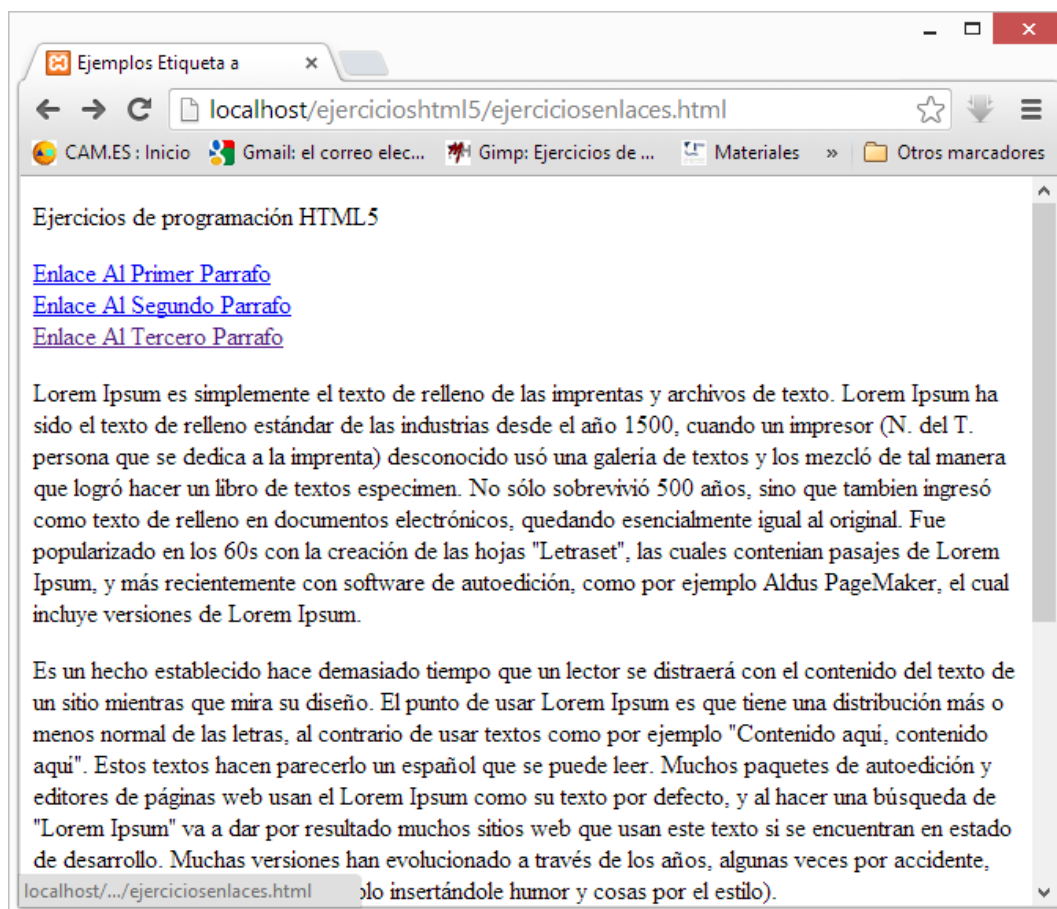 Ejemplos Etiqueta a
localhost/ejercicioshtml5/ejerciciosenlaces.html
CAM.ES : Inicio Gmail: el correo elec... Gimp: Ejercicios de ... Materiales » Otros marcadores
Ejercicios de programación HTML5
Enlace Al Primer Parrafo
Enlace Al Segundo Parrafo
Enlace Al Tercero Parrafo
Lorem Ipsum es simplemente el texto de relleno de las imprentas y archivos de texto. Lorem Ipsum ha
sido el texto de relleno estándar de las industrias desde el año 1500, cuando un impresor (N. del T.
persona que se dedica a la imprenta) desconocido usó una galería de textos y los mezcló de tal manera
que logró hacer un libro de textos especimen. No sólo sobrevivió 500 años, sino que tambien ingresó
como texto de relleno en documentos electrónicos, quedando esencialmente igual al original. Fue
popularizado en los 60s con la creación de las hojas "Letraset", las cuales contenian pasajes de Lorem
Ipsum, y más recientemente con software de autoedición, como por ejemplo Aldus PageMaker, el cual
incluye versiones de Lorem Ipsum.
Es un hecho establecido hace demasiado tiempo que un lector se distraerá con el contenido del texto de
un sitio mientras que mira su diseño. El punto de usar Lorem Ipsum es que tiene una distribución más o
menos normal de las letras, al contrario de usar textos como por ejemplo "Contenido aquí, contenido
aquí". Estos textos hacen parecerlo un español que se puede leer. Muchos paquetes de autoedición y
editores de páginas web usan el Lorem Ipsum como su texto por defecto, y al hacer una búsqueda de
"Lorem Ipsum" va a dar por resultado muchos sitios web que usan este texto si se encuentran en estado
de desarrollo. Muchas versiones han evolucionado a través de los años, algunas veces por accidente,
localhost/.../ejerciciosenlaces.html olo insertándole humor y cosas por el estilo).